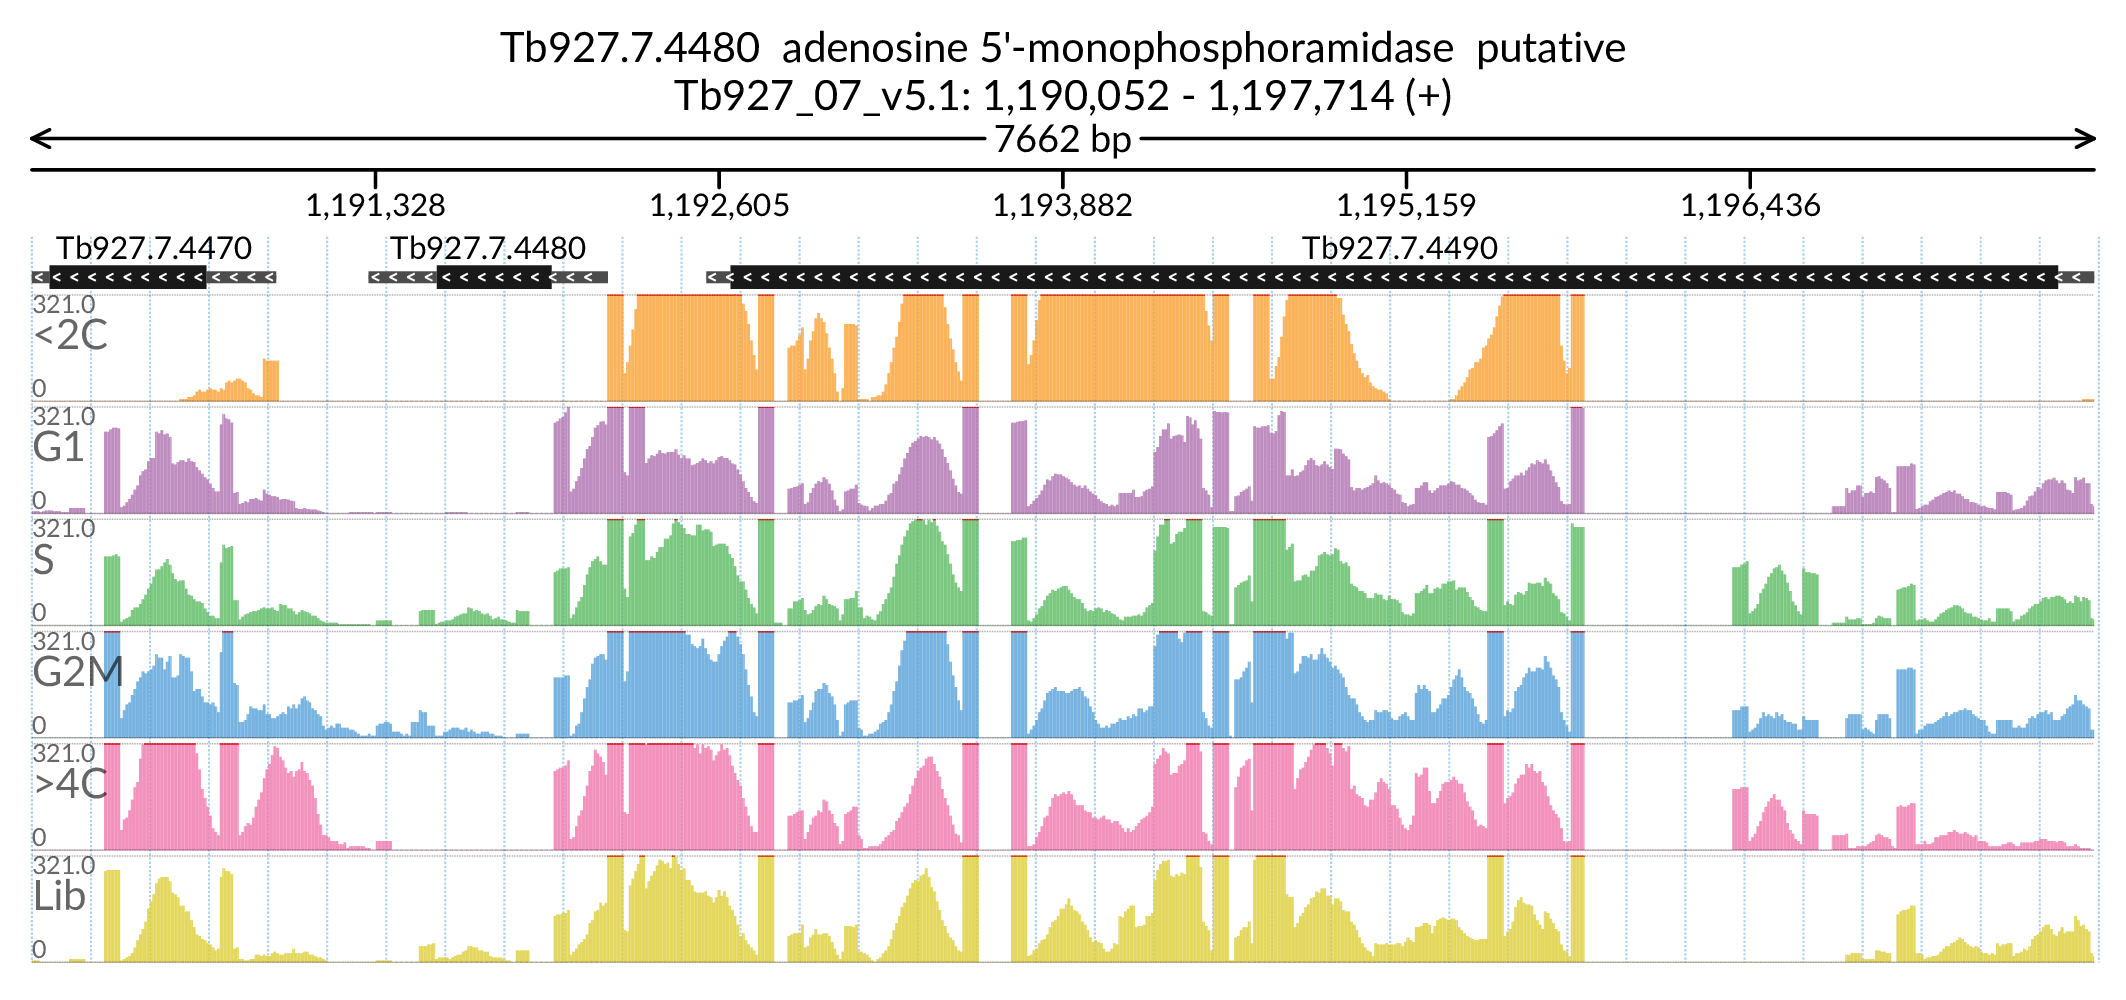 Tb927.7.4480 adenosine 5'-monophosphoramidase putative
Tb927_07_v5.1: 1,190,052 - 1,197,714 (+)
7662 bp
1,191,328 1,192,605 1,193,882 1,195,159 1,196,436
Tb927.7.4470 Tb927.7.4480 Tb927.7.4490
321.0
<2C
0
321.0
G1
0
321.0
S
0
321.0
G2M
0
321.0
>4C
0
321.0
Lib
0